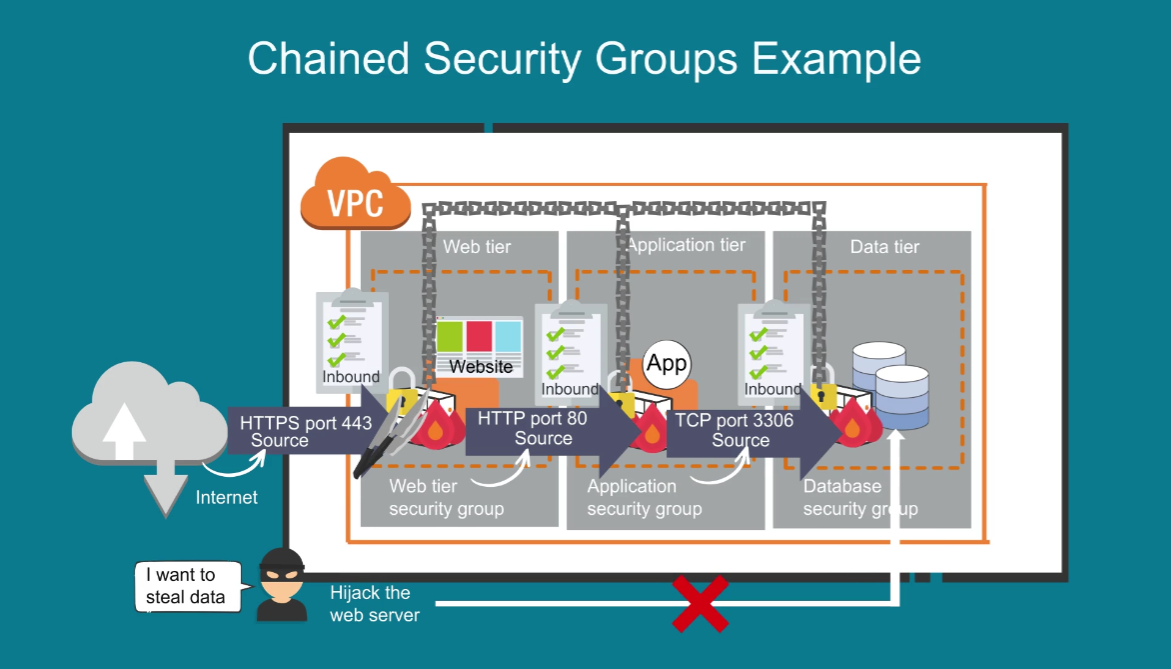 Chained Security Groups Example
VPC
Web tier
Application tier
Data tier
Inbound
Website
Inbound
App
Inbound
HTTPS port 443
Source
HTTP port 80
Source
TCP port 3306
Source
Internet
Web tier
security group
Application
security group
Database
security group
I want to
steal data
Hijack the
web server